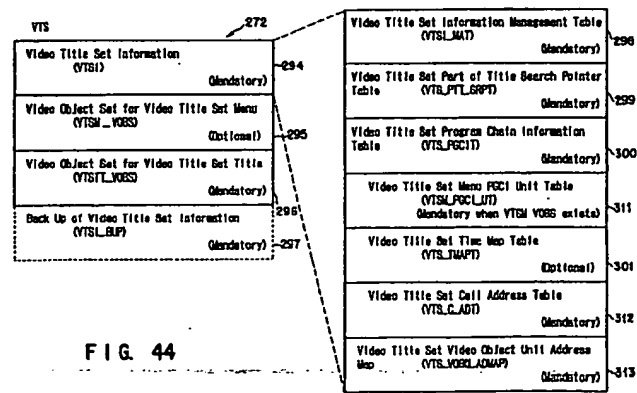 VTS
272
Video Title Set Information
(VTSI)
(Mandatory)
294
Video Object Set for Video Title Set Menu
(VTSM_VOBS)
(Optional)
295
Video Object Set for Video Title Set Title
(VTSTT_VOBS)
(Mandatory)
296
Back Up of Video Title Set Information
(VTSI_BUP)
(Mandatory)
297
Video Title Set Information Management Table
(VTSI_MAT)
(Mandatory)
298
Video Title Set Part of Title Search Pointer
Table
(VTS_PTT_SRPT)
(Mandatory)
299
Video Title Set Program Chain Information
Table
(VTS_PGCIT)
(Mandatory)
300
Video Title Set Menu PGCI Unit Table
(VTSM_PGCI_UT)
(Mandatory when VTSM VOBS exists)
311
Video Title Set Time Map Table
(VTS_TMAPT)
(Optional)
301
Video Title Set Cell Address Table
(VTS_C_ADT)
(Mandatory)
312
Video Title Set Video Object Unit Address
Map
(VTS_VOBU_ADMAP)
(Mandatory)
313
FIG. 44